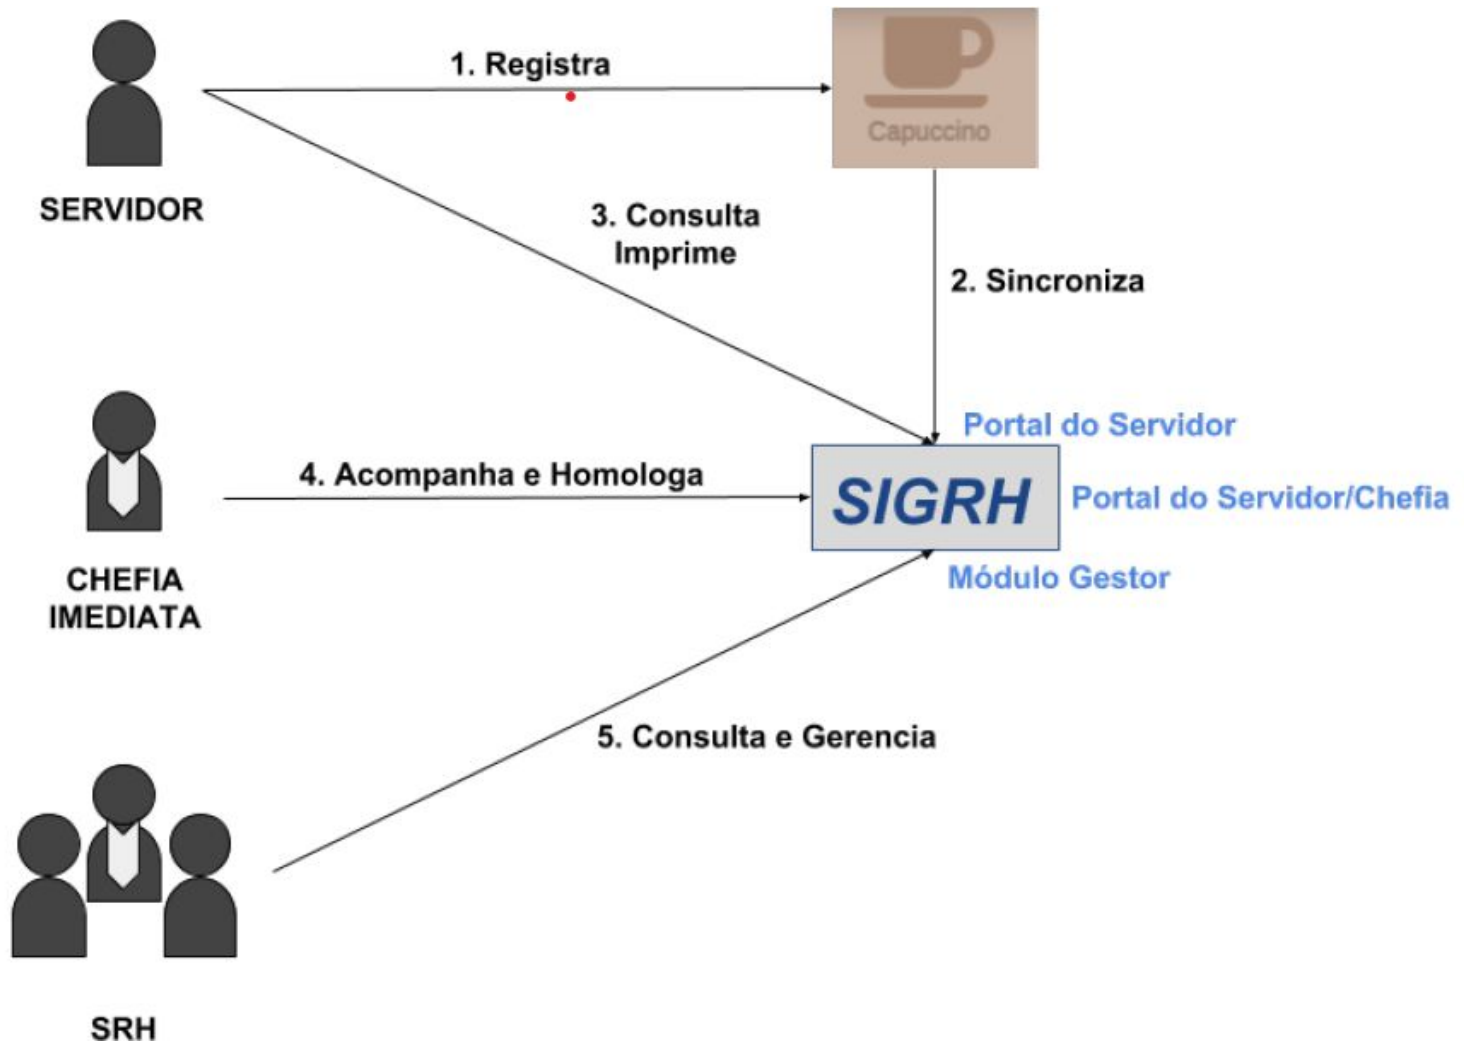 1. Registra
Capuccino
SERVIDOR
3. Consulta
Imprime
2. Sincroniza
Portal do Servidor
4. Acompanha e Homologa
SIGRH
Portal do Servidor/Chefia
CHEFIA
IMEDIATA
Módulo Gestor
5. Consulta e Gerencia
SRH